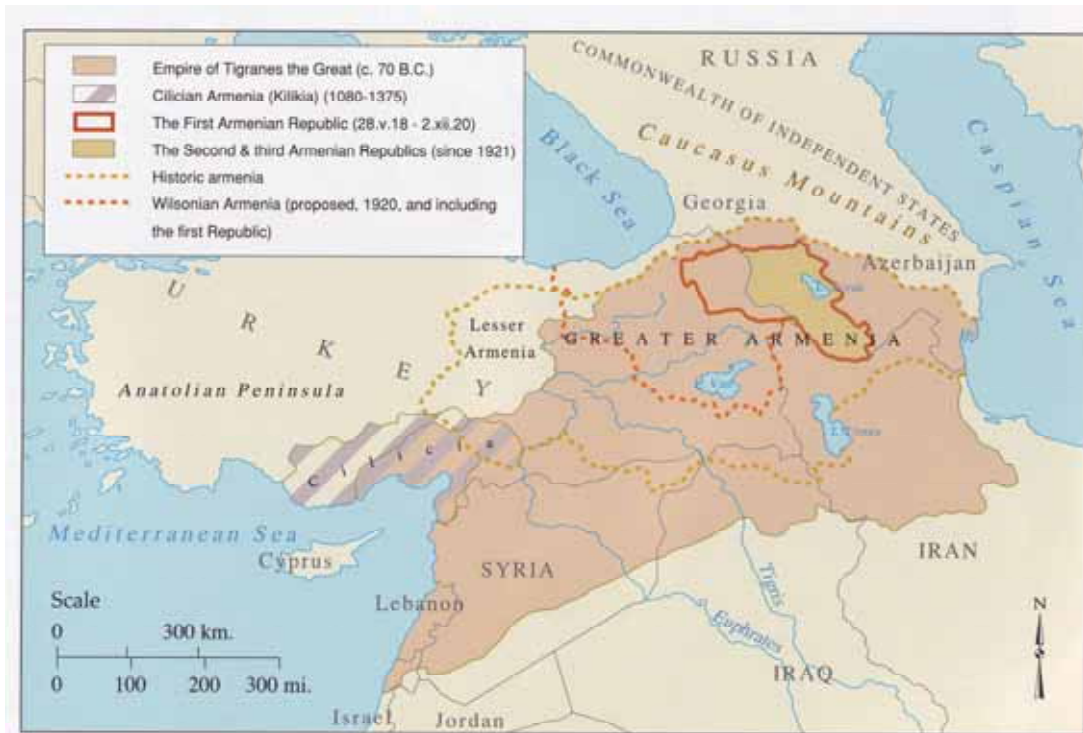 Empire of Tigranes the Great (c. 70 B.C.)
Cilician Armenia (Kilikia) (1080-1375)
The First Armenian Republic (28.v.18 - 2.xii.20)
The Second & third Armenian Republics (since 1921)
Historic armenia
Wilsonian Armenia (proposed, 1920, and including
the first Republic)
RUSSIA
COMMONWEALTH OF INDEPENDENT STATES
Caucasus Mountains
Black Sea
Caspian Sea
Georgia
Azerbaijan
URKEY
Lesser
Armenia
GREATER ARMENIA
Anatolian Peninsula
Van
Cilicia
Mediterranean Sea
Cyprus
SYRIA
IRAN
Lebanon
Tigris
Euphrates
IRAQ
Israel
Jordan
Scale
0 300 km.
0 100 200 300 mi.
N